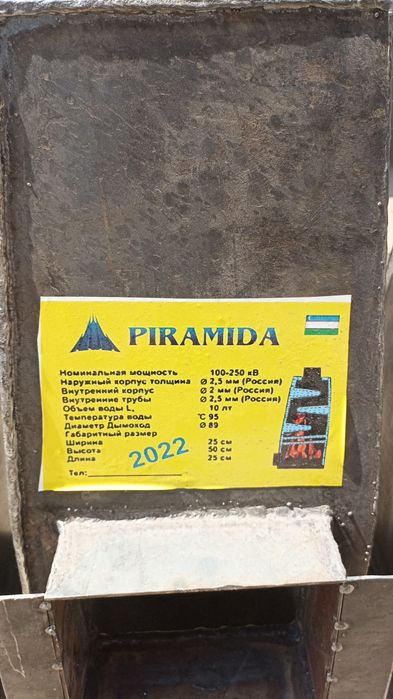 PIRAMIDA
Номинальная мощность 100-250 кВ
Наружный корпус толщина Ø 2,5 мм (Россия)
Внутренний корпус Ø 2 мм (Россия)
Внутренние трубы Ø 2,5 мм (Россия)
Объем воды L, 10 лт
Температура воды °C 95
Диаметр Дымоход Ø 89
Габаритный размер
Ширина 25 см
Высота 50 см
Длина 25 см
2022
Тел: